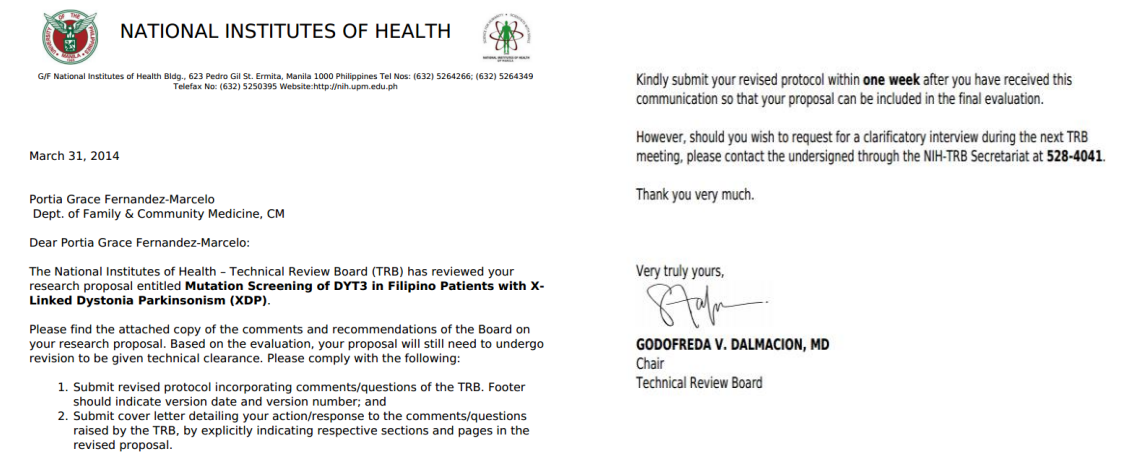 NATIONAL INSTITUTES OF HEALTH
G/F National Institutes of Health Bldg., 623 Pedro Gil St. Ermita, Manila 1000 Philippines Tel Nos: (632) 5264266; (632) 5264349
Telefax No: (632) 5250395 Website:http://nih.upm.edu.ph
March 31, 2014
Portia Grace Fernandez-Marcelo
Dept. of Family & Community Medicine, CM
Dear Portia Grace Fernandez-Marcelo:
The National Institutes of Health – Technical Review Board (TRB) has reviewed your
research proposal entitled Mutation Screening of DYT3 in Filipino Patients with X-
Linked Dystonia Parkinsonism (XDP).
Please find the attached copy of the comments and recommendations of the Board on
your research proposal. Based on the evaluation, your proposal will still need to undergo
revision to be given technical clearance. Please comply with the following:
1. Submit revised protocol incorporating comments/questions of the TRB. Footer
should indicate version date and version number; and
2. Submit cover letter detailing your action/response to the comments/questions
raised by the TRB, by explicitly indicating respective sections and pages in the
revised proposal.
Kindly submit your revised protocol within one week after you have received this
communication so that your proposal can be included in the final evaluation.
However, should you wish to request for a clarificatory interview during the next TRB
meeting, please contact the undersigned through the NIH-TRB Secretariat at 528-4041.
Thank you very much.
Very truly yours,
GODOFREDA V. DALMACION, MD
Chair
Technical Review Board